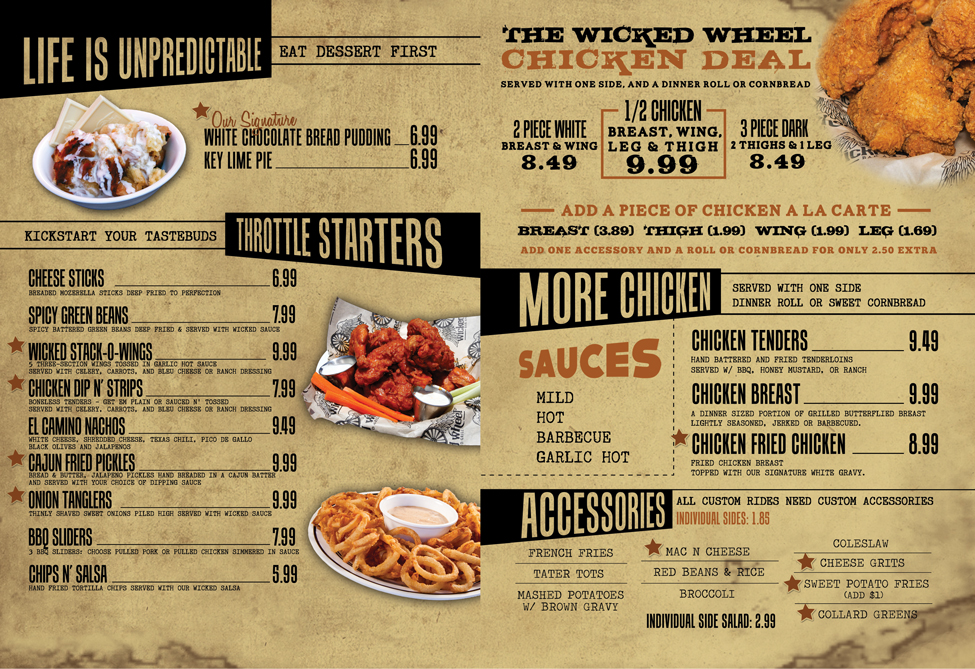 LIFE IS UNPREDICTABLE
EAT DESSERT FIRST
Our Signature
WHITE CHOCOLATE BREAD PUDDING 6.99
KEY LIME PIE 6.99
KICKSTART YOUR TASTEBUDS
THROTTLE STARTERS
CHEESE STICKS 6.99
BREADED MOZERELLA STICKS DEEP FRIED TO PERFECTION
SPICY GREEN BEANS 7.99
SPICY BATTERED GREEN BEANS DEEP FRIED & SERVED WITH WICKED SAUCE
WICKED STACK-O-WINGS 9.99
5 THREE-SECTION WINGS TOSSED IN GARLIC HOT SAUCE
SERVED WITH CELERY, CARROTS, AND BLEU CHEESE OR RANCH DRESSING
CHICKEN DIP N' STRIPS 7.99
BONELESS TENDERS - GET EM PLAIN OR SAUCED N' TOSSED
SERVED WITH CELERY, CARROTS, AND BLEU CHEESE OR RANCH DRESSING
EL CAMINO NACHOS 9.49
WHITE CHEESE, SHREDDED CHEESE, TEXAS CHILI, PICO DE GALLO
BLACK OLIVES AND JALAPENOS
CAJUN FRIED PICKLES 9.99
BREAD & BUTTER, JALAPENO PICKLES HAND BREADED IN A CAJUN BATTER
AND SERVED WITH YOUR CHOICE OF DIPPING SAUCE
ONION TANGLERS 9.99
THINLY SHAVED SWEET ONIONS PILED HIGH SERVED WITH WICKED SAUCE
BBQ SLIDERS 7.99
3 BBQ SLIDERS: CHOOSE PULLED PORK OR PULLED CHICKEN SIMMERED IN SAUCE
CHIPS N' SALSA 5.99
HAND FRIED TORTILLA CHIPS SERVED WITH OUR WICKED SALSA
THE WICKED WHEEL
CHICKEN DEAL
SERVED WITH ONE SIDE, AND A DINNER ROLL OR CORNBREAD
2 PIECE WHITE
BREAST & WING
8.49
1/2 CHICKEN
BREAST, WING,
LEG & THIGH
9.99
3 PIECE DARK
2 THIGHS & 1 LEG
8.49
ADD A PIECE OF CHICKEN A LA CARTE
BREAST (3.39) THIGH (1.99) WING (1.99) LEG (1.69)
ADD ONE ACCESSORY AND A ROLL OR CORNBREAD FOR ONLY 2.50 EXTRA
MORE CHICKEN
SERVED WITH ONE SIDE
DINNER ROLL OR SWEET CORNBREAD
SAUCES
MILD
HOT
BARBECUE
GARLIC HOT
CHICKEN TENDERS 9.49
HAND BATTERED AND FRIED TENDERLOINS
SERVED W/ BBQ, HONEY MUSTARD, OR RANCH
CHICKEN BREAST 9.99
A DINNER SIZED PORTION OF GRILLED BUTTERFLIED BREAST
LIGHTLY SEASONED, JERKED OR BARBECUED.
CHICKEN FRIED CHICKEN 8.99
FRIED CHICKEN BREAST
TOPPED WITH OUR SIGNATURE WHITE GRAVY.
ACCESSORIES
ALL CUSTOM RIDES NEED CUSTOM ACCESSORIES
INDIVIDUAL SIDES: 1.85
FRENCH FRIES
TATER TOTS
MASHED POTATOES
W/ BROWN GRAVY
MAC N CHEESE
RED BEANS & RICE
BROCCOLI
COLESLAW
CHEESE GRITS
SWEET POTATO FRIES
(ADD $1)
COLLARD GREENS
INDIVIDUAL SIDE SALAD: 2.99